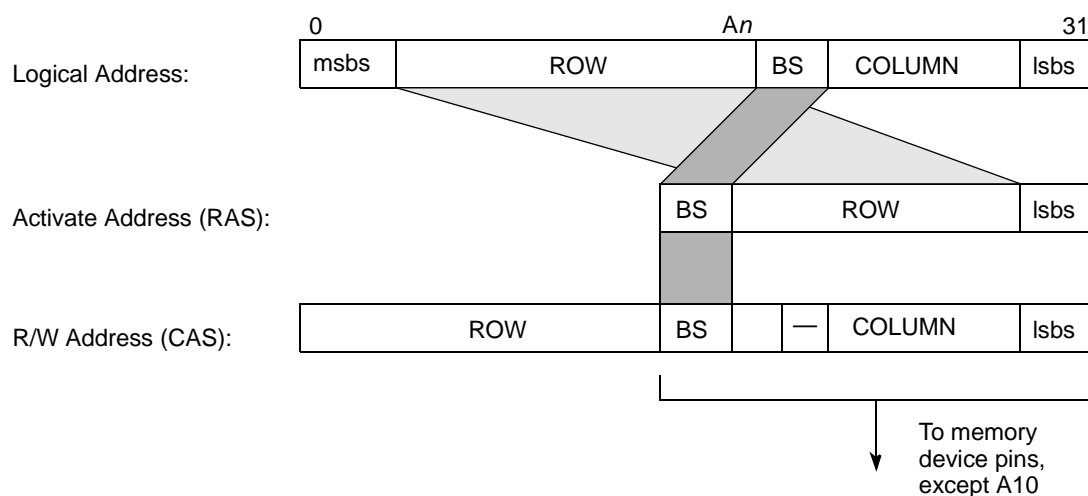 0 An 31
Logical Address: msbs ROW BS COLUMN lsbs
Activate Address (RAS): BS ROW lsbs
R/W Address (CAS): ROW BS — COLUMN lsbs
To memory
device pins,
except A10